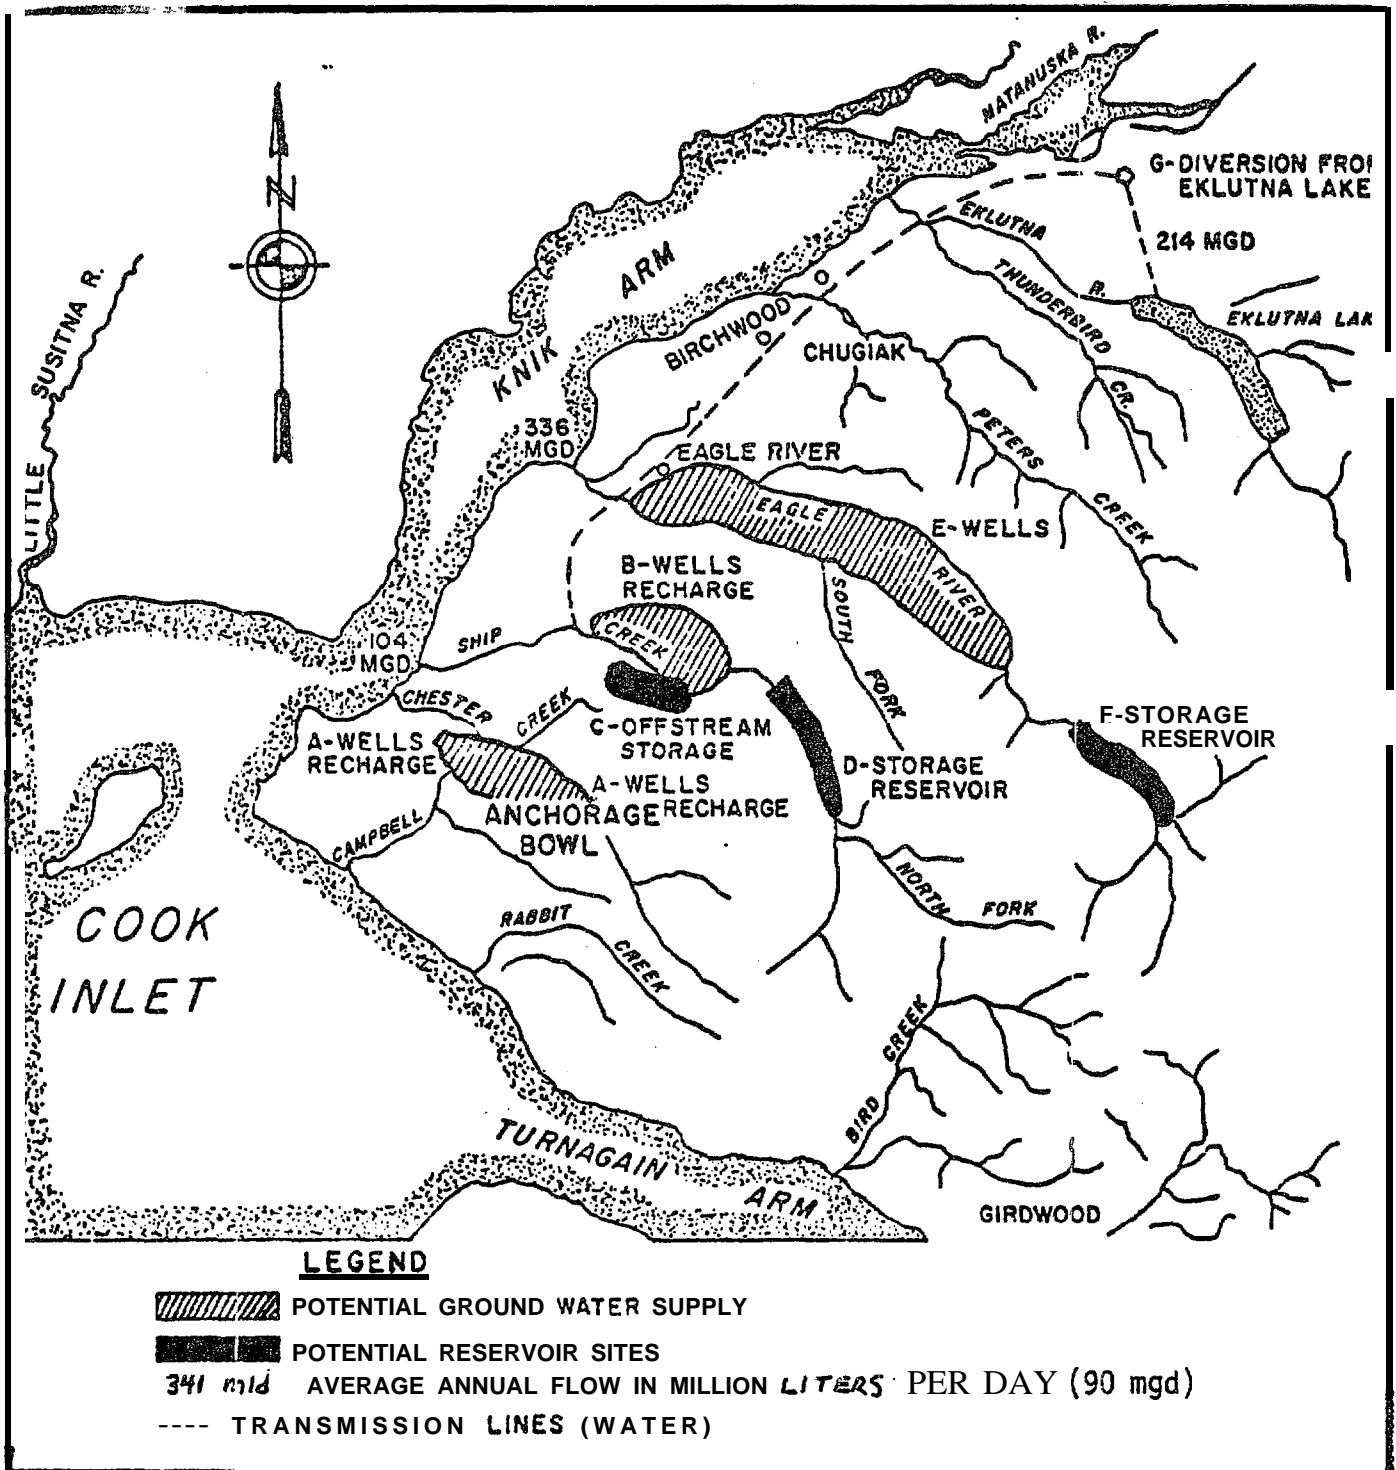 MATANUSKA R.
G-DIVERSION FRO
EKLUTNA LAKE
214 MGD
N
EKLUTNA R.
THUNDERBIRD CR.
EKLUTNA LAK
LITTLE SUSITNA R.
KNIK ARM
BIRCHWOOD
CHUGIAK
PETERS CREEK
336
MGD
EAGLE RIVER
EAGLE RIVER
E-WELLS
B-WELLS
RECHARGE
SOUTH FORK
104
MGD
SHIP CREEK
CHESTER CREEK
C-OFFSTREAM
STORAGE
F-STORAGE
RESERVOIR
A-WELLS
RECHARGE
D-STORAGE
RESERVOIR
A-WELLS
RECHARGE
ANCHORAGE
BOWL
CAMPBELL
NORTH FORK
RABBIT CREEK
COOK
INLET
BIRD CREEK
TURNAGAIN ARM
GIRDWOOD
LEGEND
POTENTIAL GROUND WATER SUPPLY
POTENTIAL RESERVOIR SITES
341 mld AVERAGE ANNUAL FLOW IN MILLION LITERS PER DAY (90 mgd)
---- TRANSMISSION LINES (WATER)